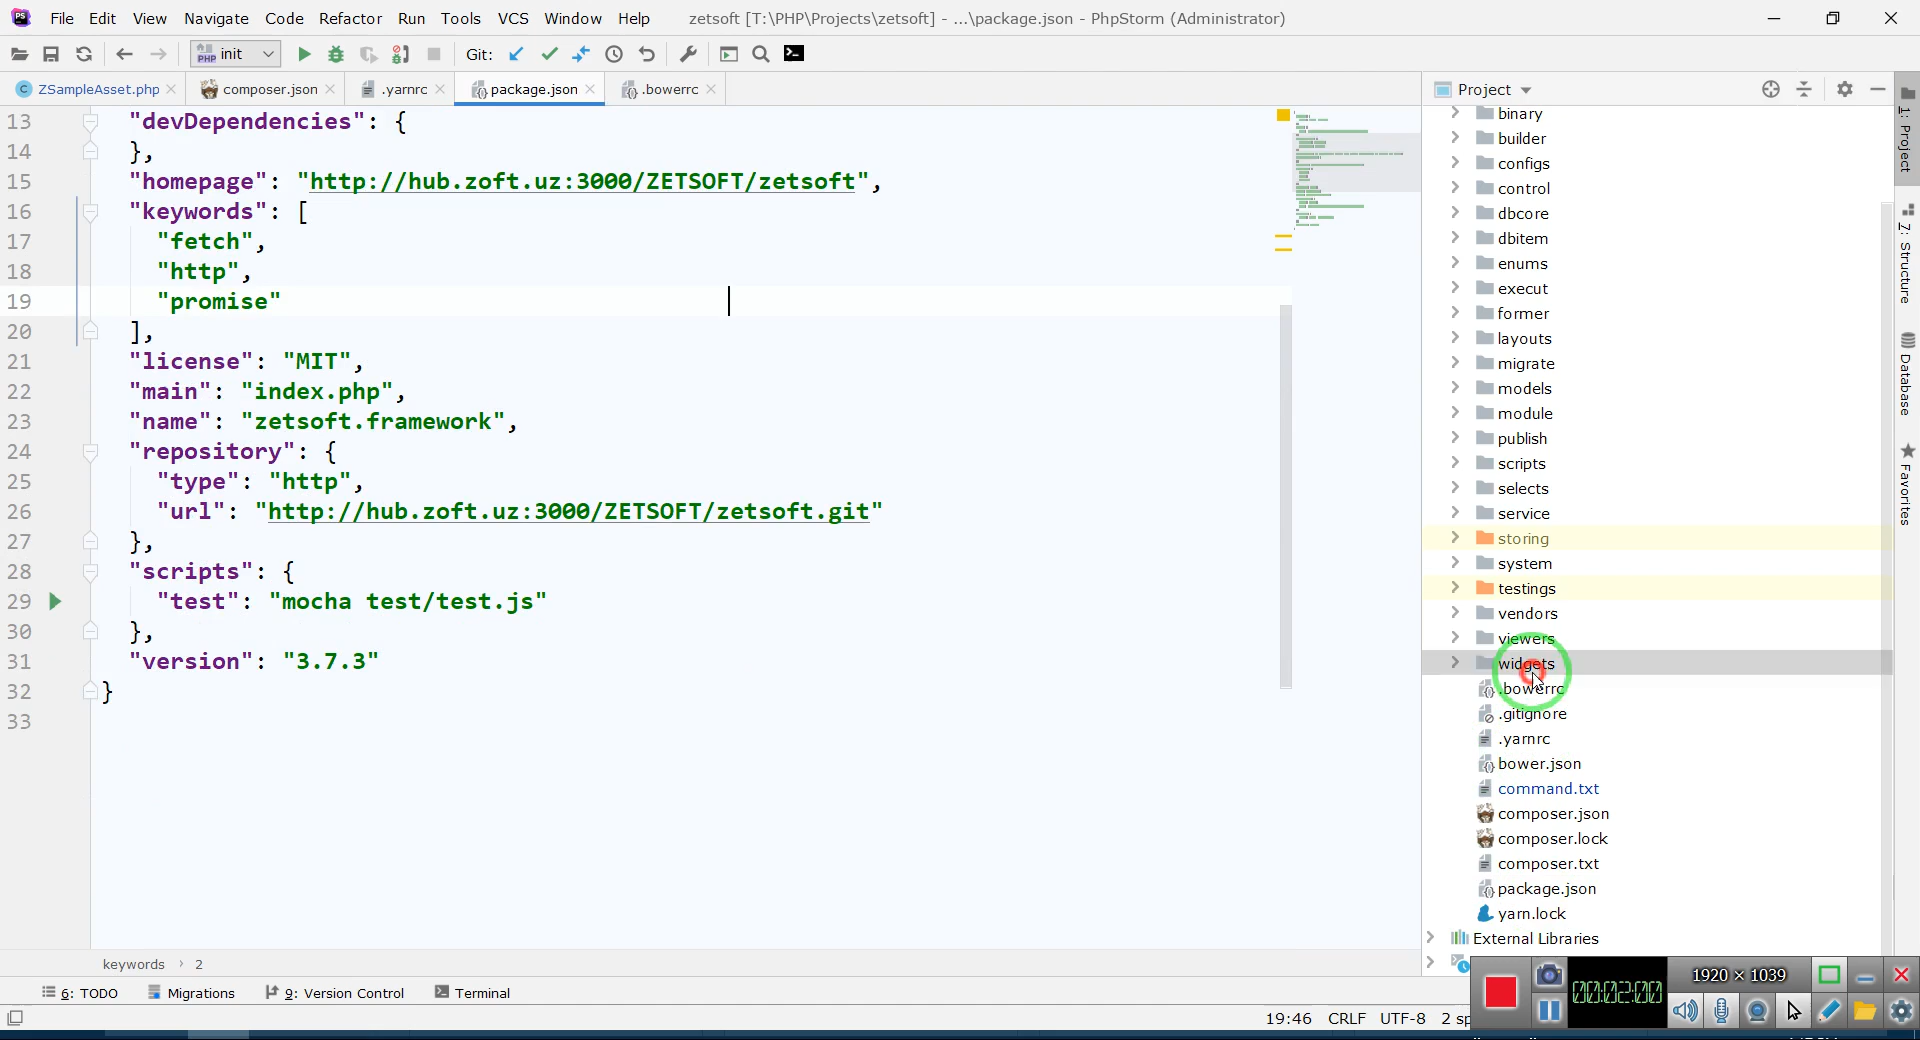 PS File Edit View Navigate Code Refactor Run Tools VCS Window Help zetsoft [T:\PHP\Projects\zetsoft] - ...\package.json - PhpStorm (Administrator)
PHP init Git:
C ZSampleAsset.php composer.json .yarnrc package.json .bowerrc
13 "devDependencies": {
14 },
15 "homepage": "http://hub.zoft.uz:3000/ZETSOFT/zetsoft",
16 "keywords": [
17 "fetch",
18 "http",
19 "promise"
20 ],
21 "license": "MIT",
22 "main": "index.php",
23 "name": "zetsoft.framework",
24 "repository": {
25 "type": "http",
26 "url": "http://hub.zoft.uz:3000/ZETSOFT/zetsoft.git"
27 },
28 "scripts": {
29 "test": "mocha test/test.js"
30 },
31 "version": "3.7.3"
32 }
33
keywords › 2
Project
binary
builder
configs
control
dbcore
dbitem
enums
execut
former
layouts
migrate
models
module
publish
scripts
selects
service
storing
system
testings
vendors
viewers
widgets
.bowerrc
.gitignore
.yarnrc
bower.json
command.txt
composer.json
composer.lock
composer.txt
package.json
yarn.lock
External Libraries
1: Project
7: Structure
Database
Favorites
6: TODO Migrations 9: Version Control Terminal
19:46 CRLF UTF-8 2 sp
1920 × 1039
00:02:00